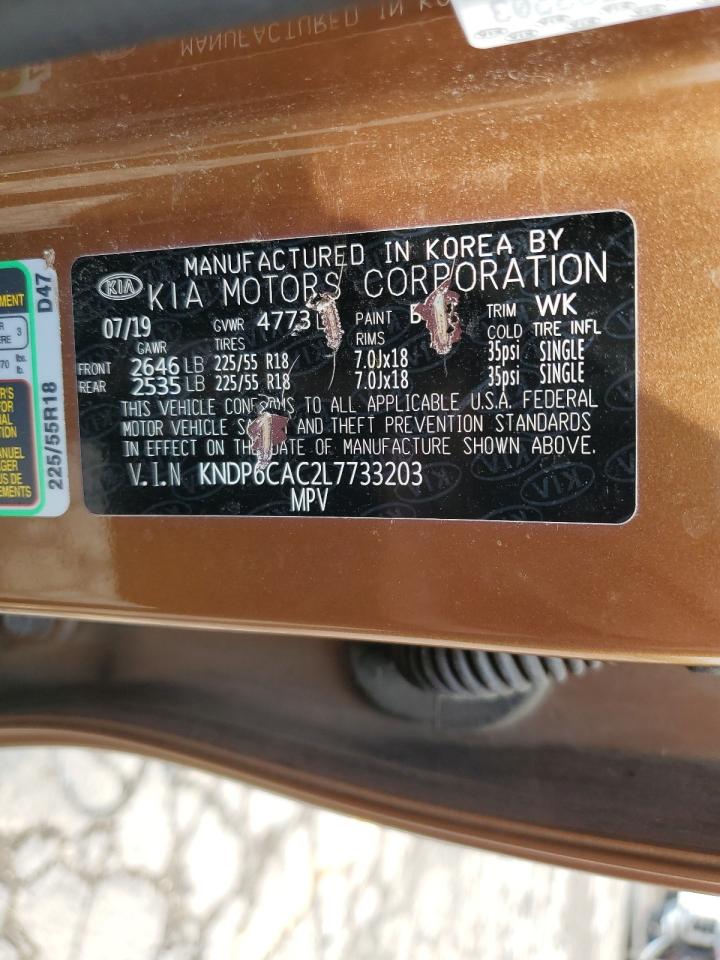 MANUFACTURED IN KOREA BY
KIA KIA MOTORS CORPORATION
07/19 GVWR 4773 PAINT TRIM WK
GAWR TIRES RIMS COLD TIRE INFL
FRONT 2646 LB 225/55 R18 7.0Jx18 35psi SINGLE
REAR 2535 LB 225/55 R18 7.0Jx18 35psi SINGLE
THIS VEHICLE CONFORMS TO ALL APPLICABLE U.S.A. FEDERAL
MOTOR VEHICLE AND THEFT PREVENTION STANDARDS
IN EFFECT ON THE DATE OF MANUFACTURE SHOWN ABOVE.
V.I.N KNDP6CAC2L7733203
MPV
225/55R18 D47